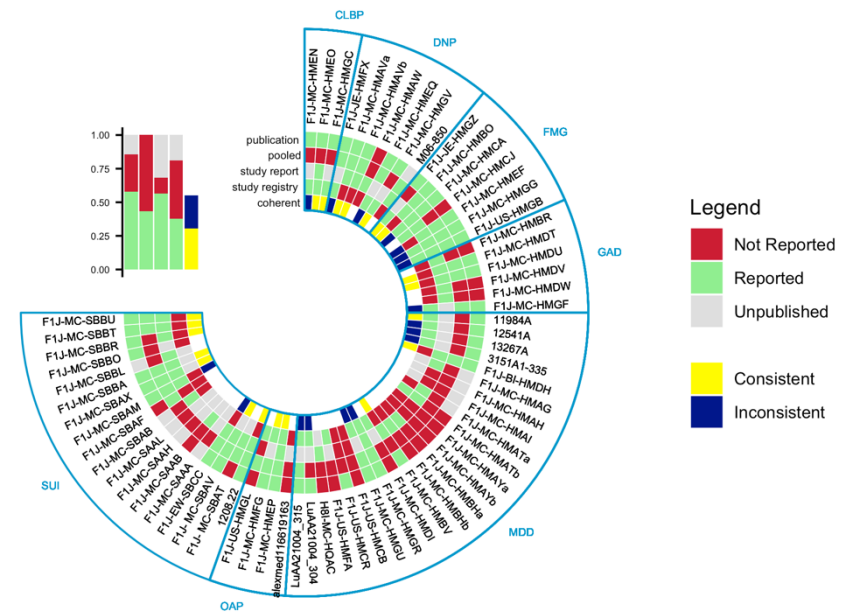 CLBP
DNP
FMG
GAD
MDD
OAP
SUI
F1J-MC-HMEN
F1J-MC-HMEO
F1J-MC-HMGC
F1J-JE-HMFX
F1J-MC-HMAVa
F1J-MC-HMAVb
F1J-MC-HMAW
F1J-MC-HMEQ
F1J-MC-HMGV
M06-850
F1J-JE-HMGZ
F1J-MC-HMBO
F1J-MC-HMCA
F1J-MC-HMCJ
F1J-MC-HMEF
F1J-MC-HMGG
F1J-US-HMGB
F1J-MC-HMBR
F1J-MC-HMDT
F1J-MC-HMDU
F1J-MC-HMDV
F1J-MC-HMDW
F1J-MC-HMGF
11984A
12541A
13267A
3151A1-335
F1J-BI-HMDH
F1J-MC-HMAG
F1J-MC-HMAH
F1J-MC-HMAI
F1J-MC-HMATa
F1J-MC-HMATb
F1J-MC-HMAYa
F1J-MC-HMAYb
F1J-MC-HMBHa
F1J-MC-HMBHb
F1J-MC-HMBV
F1J-MC-HMDI
F1J-MC-HMGR
F1J-MC-HMGU
F1J-US-HMCB
F1J-US-HMCR
F1J-US-HMFA
H8I-MC-HQAC
LuAA21004_304
LuAA21004_315
alexmed116619163
F1J-MC-HMEP
F1J-MC-HMFG
F1J-US-HMGL
1208.22
F1J- MC-SBAT
F1J- MC-SBAV
F1J-EW-SBCC
F1J-MC-SAAA
F1J-MC-SAAB
F1J-MC-SAAH
F1J-MC-SAAL
F1J-MC-SBAB
F1J-MC-SBAF
F1J-MC-SBAM
F1J-MC-SBAX
F1J-MC-SBBA
F1J-MC-SBBL
F1J-MC-SBBO
F1J-MC-SBBR
F1J-MC-SBBT
F1J-MC-SBBU
publication
pooled
study report
study registry
coherent
1.00
0.75
0.50
0.25
0.00
Legend
Not Reported
Reported
Unpublished
Consistent
Inconsistent